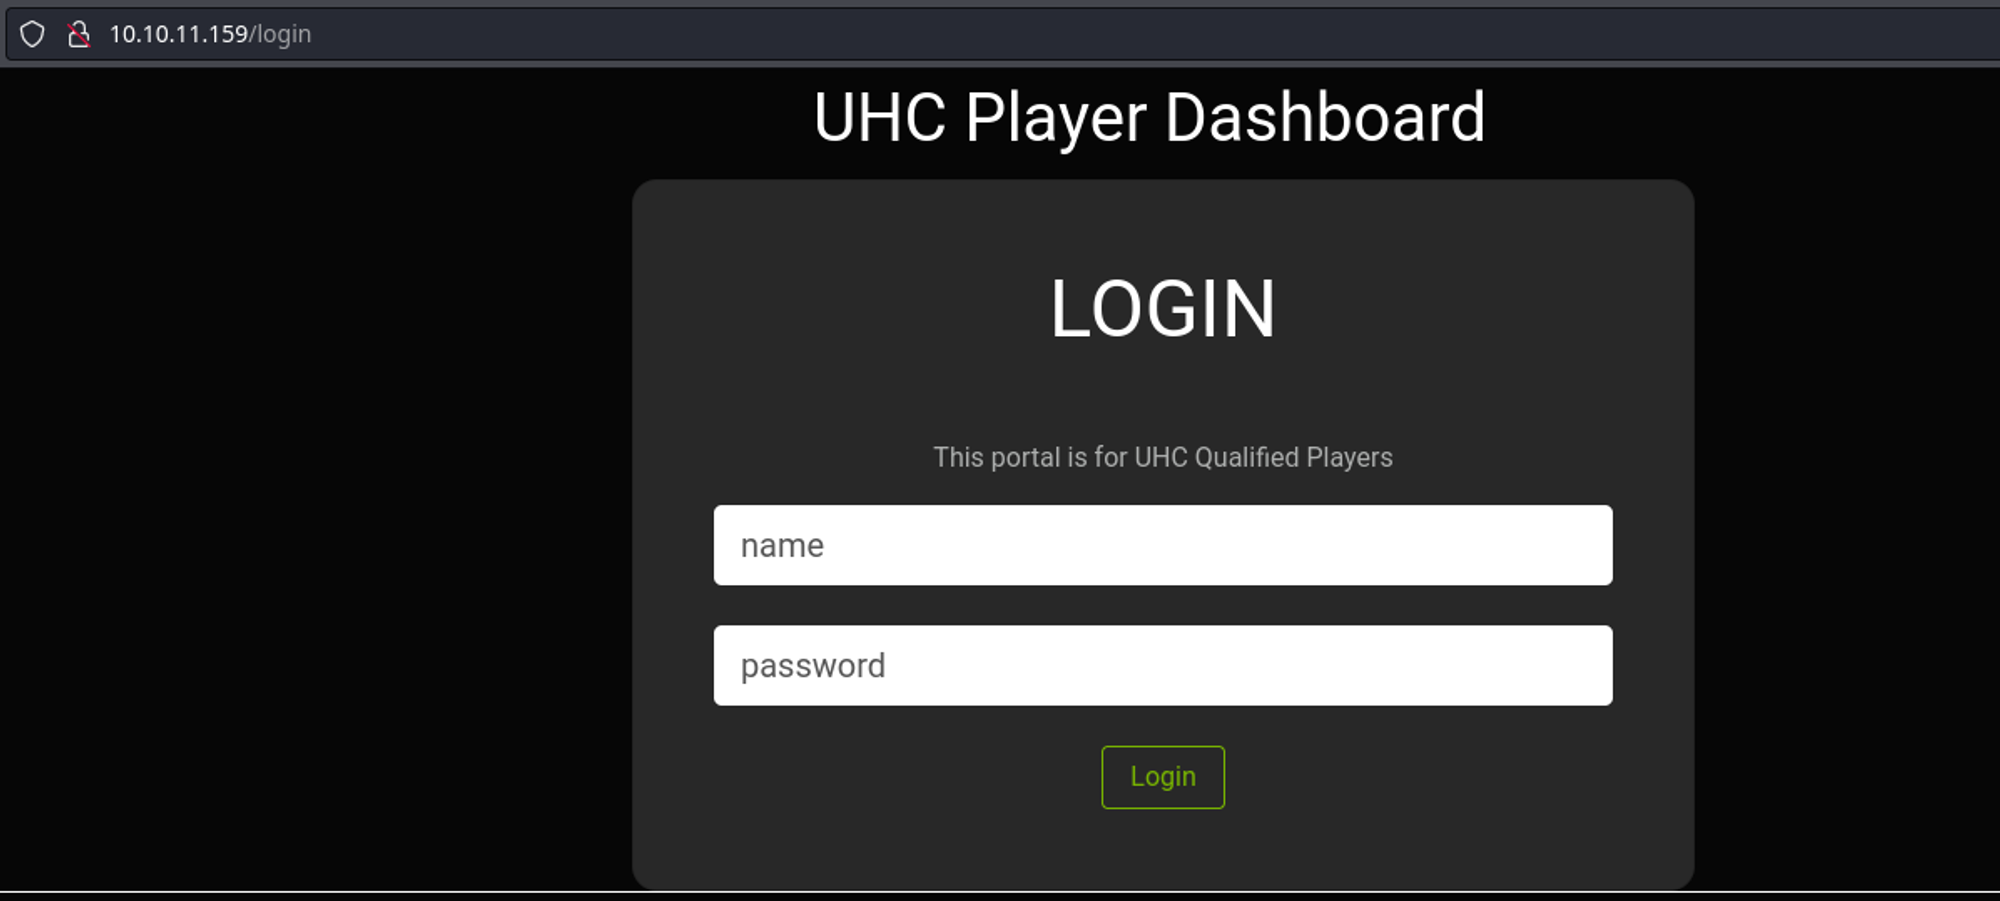 10.10.11.159/login
UHC Player Dashboard
LOGIN
This portal is for UHC Qualified Players
name
password
Login